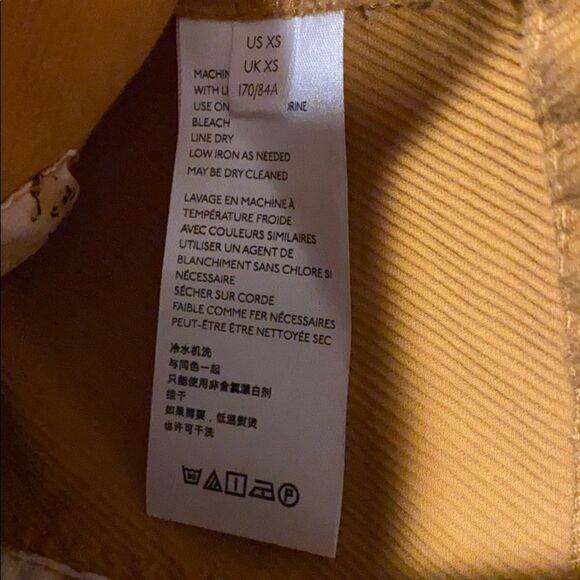 US XS
UK XS
170/84A
MACHIN
WITH LI
USE ON RINE
BLEACH
LINE DRY
LOW IRON AS NEEDED
MAY BE DRY CLEANED
LAVAGE EN MACHINE À
TEMPÉRATURE FROIDE
AVEC COULEURS SIMILAIRES
UTILISER UN AGENT DE
BLANCHIMENT SANS CHLORE SI
NÉCESSAIRE
SÉCHER SUR CORDE
FAIBLE COMME FER NÉCESSAIRES
PEUT-ÊTRE ÊTRE NETTOYÉE SEC
冷水机洗
与同色一起
只能使用非含氯漂白剂
挂干
如果需要，低温熨烫
也许可干洗
P